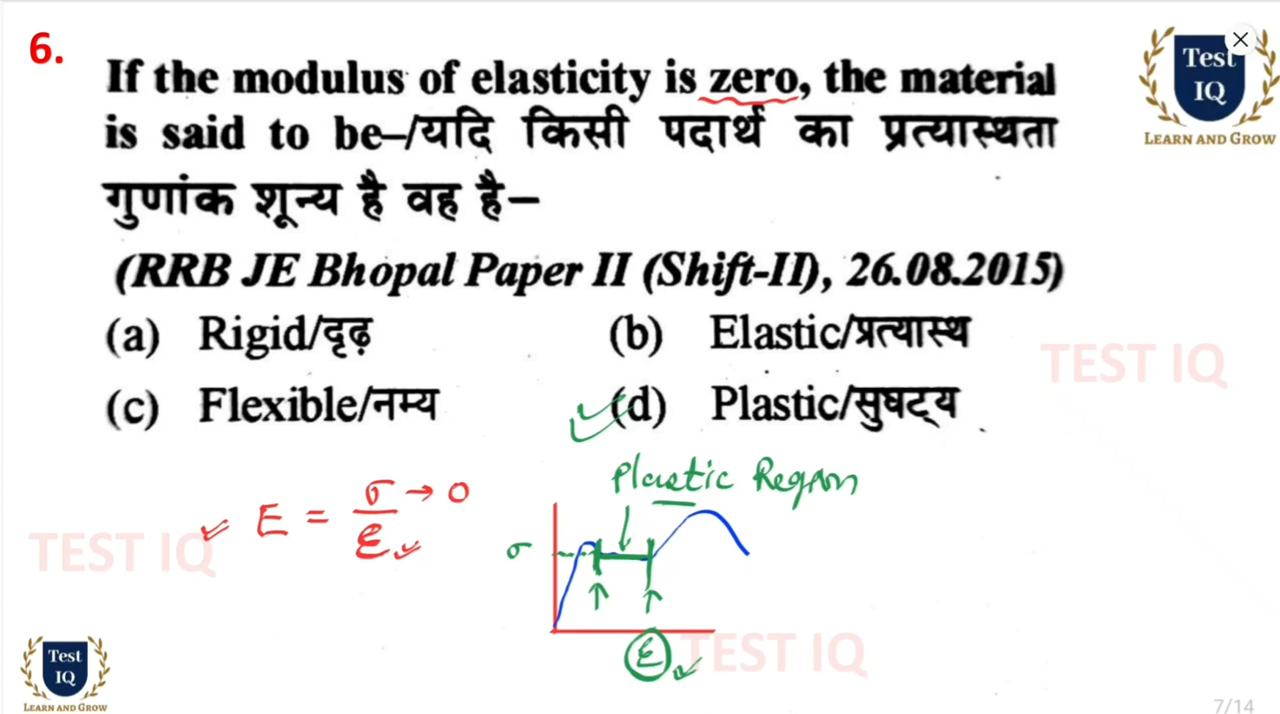 6.
Test
IQ
LEARN AND GROW
If the modulus of elasticity is zero, the material
is said to be–/यदि किसी पदार्थ का प्रत्यास्थता
गुणांक शून्य है वह है–
(RRB JE Bhopal Paper II (Shift-II), 26.08.2015)
(a) Rigid/दृढ़
(b) Elastic/प्रत्यास्थ
(c) Flexible/नम्य
(d) Plastic/सुघट्य
TEST IQ
Plastic Region
E = σ → 0
ε
σ
TEST IQ
ε
TEST IQ
Test
IQ
LEARN AND GROW
7/14